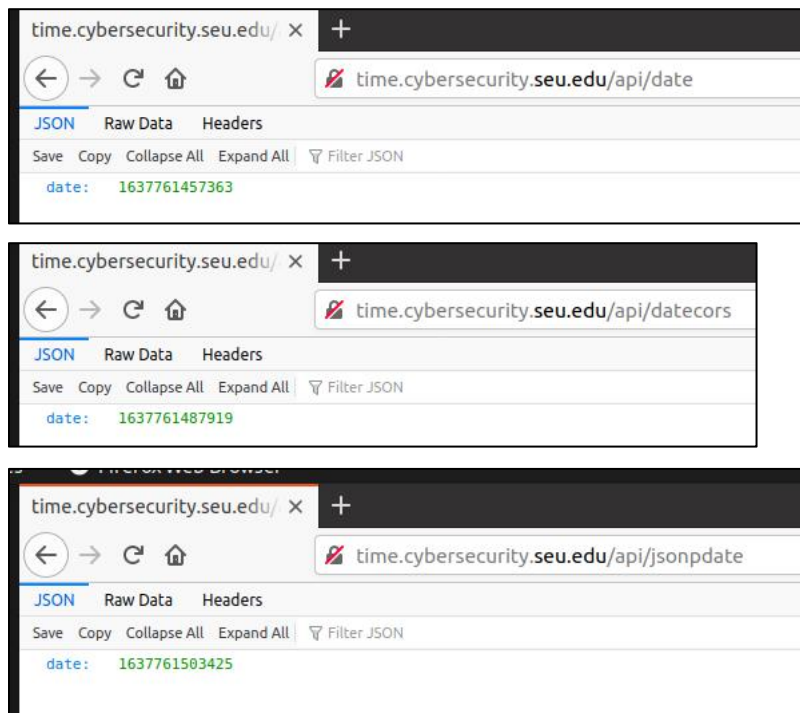 time.cybersecurity.seu.edu/
time.cybersecurity.seu.edu/api/date
JSON Raw Data Headers
Save Copy Collapse All Expand All Filter JSON
date: 1637761457363
time.cybersecurity.seu.edu/
time.cybersecurity.seu.edu/api/datecors
JSON Raw Data Headers
Save Copy Collapse All Expand All Filter JSON
date: 1637761487919
Firefox Web Browser
time.cybersecurity.seu.edu/
time.cybersecurity.seu.edu/api/jsonpdate
JSON Raw Data Headers
Save Copy Collapse All Expand All Filter JSON
date: 1637761503425